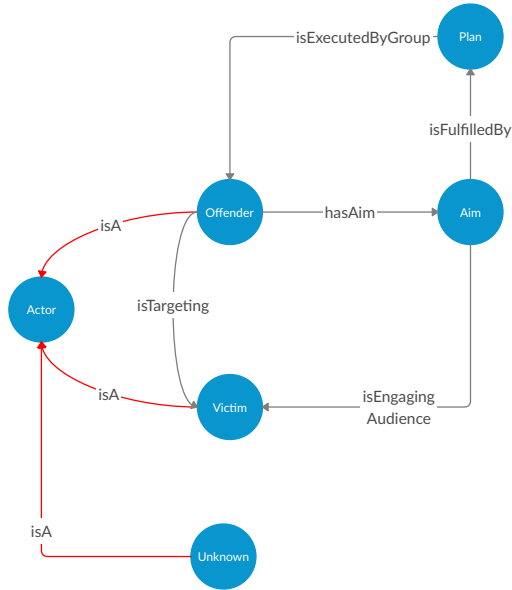 isExecutedByGroup
Plan
isFulfilledBy
Offender
hasAim
Aim
isA
isTargeting
Actor
isA
isEngaging
Audience
Victim
isA
Unknown